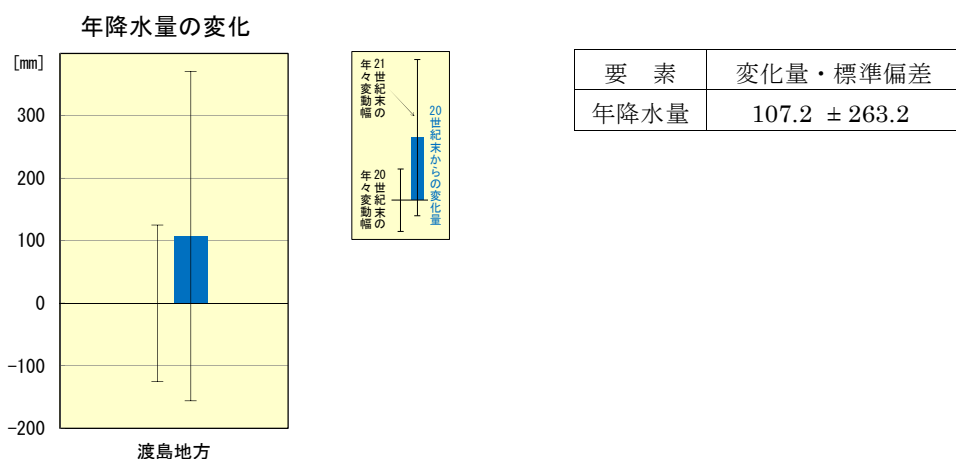 年降水量の変化
[mm]
300
200
100
0
-100
-200
渡島地方
21世紀末の
年々変動幅
20世紀末からの変化量
20世紀末の
年々変動幅
要　素　変化量・標準偏差
年降水量　107.2 ±263.2